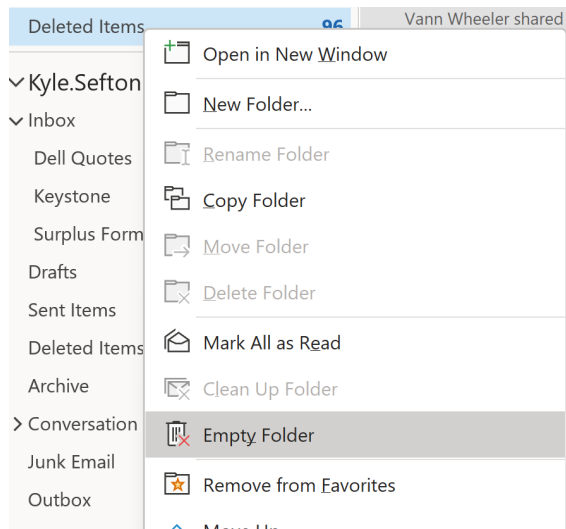 Deleted Items 96
Vann Wheeler shared
Kyle.Sefton
Inbox
Dell Quotes
Keystone
Surplus Form
Drafts
Sent Items
Deleted Items
Archive
Conversation
Junk Email
Outbox
Open in New Window
New Folder...
Rename Folder
Copy Folder
Move Folder
Delete Folder
Mark All as Read
Clean Up Folder
Empty Folder
Remove from Favorites
Move Up